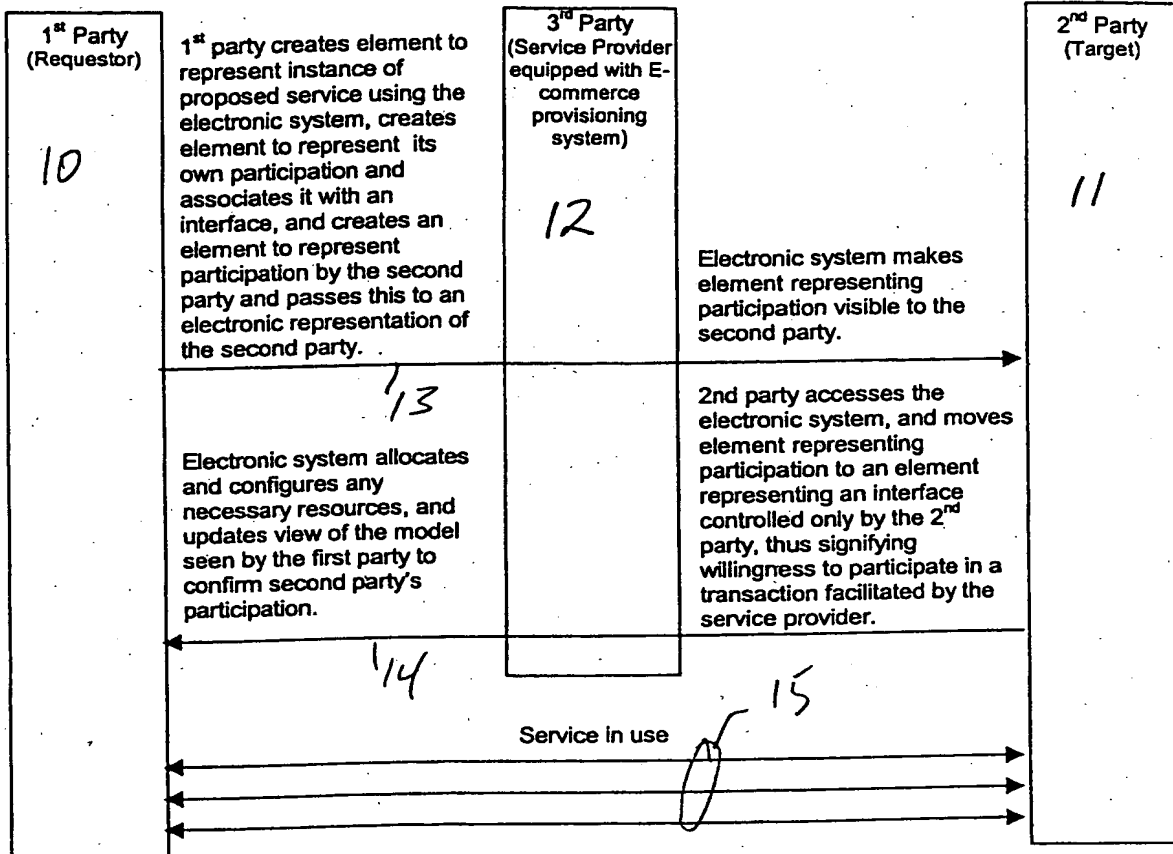 1st Party
(Requestor)
10
1st party creates element to
represent instance of
proposed service using the
electronic system, creates
element to represent its
own participation and
associates it with an
interface, and creates an
element to represent
participation by the second
party and passes this to an
electronic representation of
the second party.
13
3rd Party
(Service Provider
equipped with E-
commerce
provisioning
system)
12
2nd Party
(Target)
11
Electronic system makes
element representing
participation visible to the
second party.
2nd party accesses the
electronic system, and moves
element representing
participation to an element
representing an interface
controlled only by the 2nd
party, thus signifying
willingness to participate in a
transaction facilitated by the
service provider.
Electronic system allocates
and configures any
necessary resources, and
updates view of the model
seen by the first party to
confirm second party's
participation.
14
15
Service in use